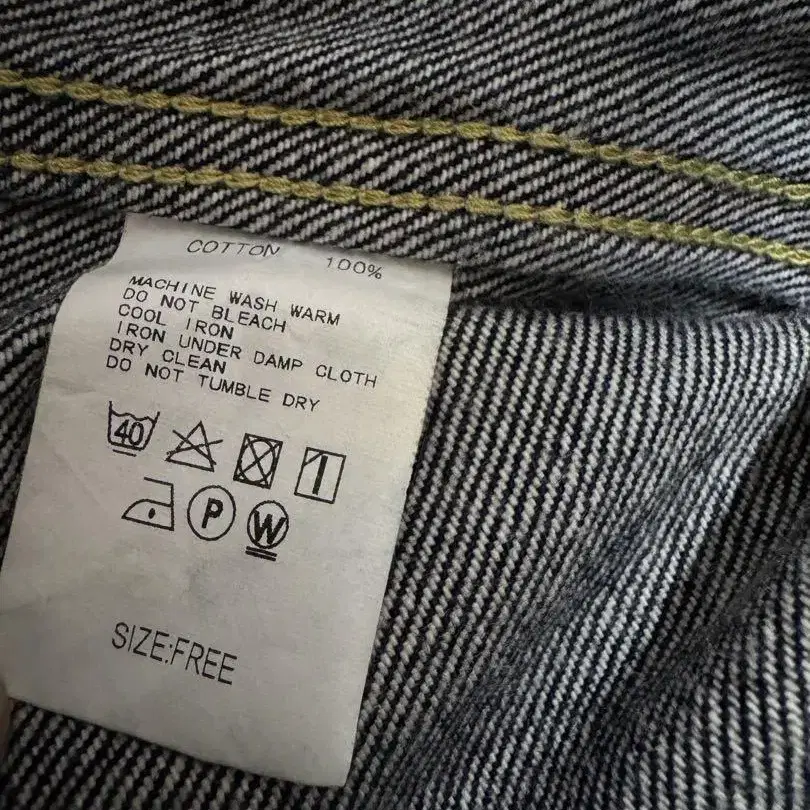 COTTON 100%
MACHINE WASH WARM
DO NOT BLEACH
COOL IRON
IRON UNDER DAMP CLOTH
DRY CLEAN
DO NOT TUMBLE DRY
40
P W
SIZE:FREE